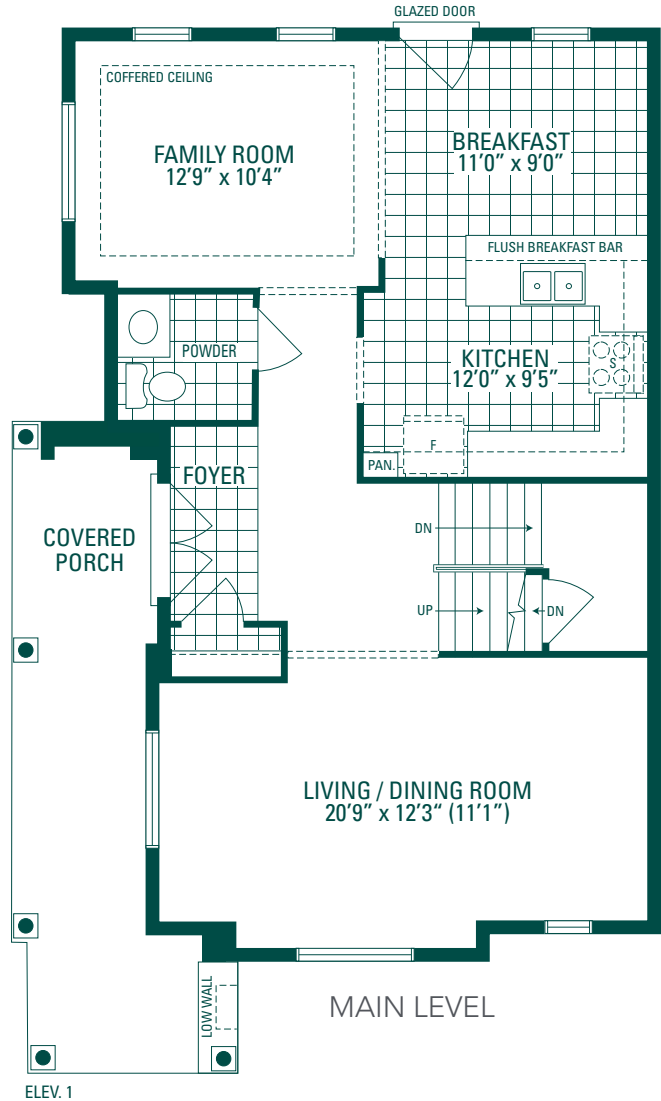 GLAZED DOOR
COFFERED CEILING
FAMILY ROOM
12’9” x 10’4”
BREAKFAST
11’0” x 9’0”
FLUSH BREAKFAST BAR
POWDER
KITCHEN
12’0” x 9’5”
S
F
PAN.
FOYER
COVERED
PORCH
DN
UP
DN
LIVING / DINING ROOM
20’9” x 12’3“ (11’1”)
LOW WALL
MAIN LEVEL
ELEV. 1